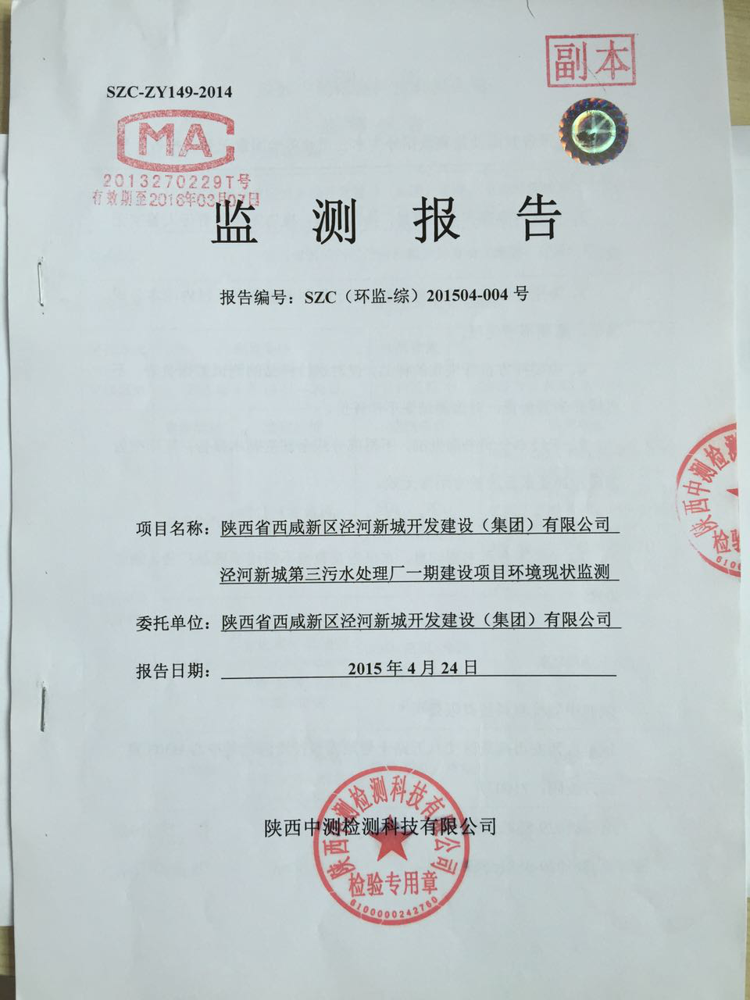 副本
SZC-ZY149-2014
MA
2013270229T号
有效期至2016年03月07日
监测报告
报告编号：SZC（环监-综）201504-004 号
陕西中测检测
检验
6100
项目名称：陕西省西咸新区泾河新城开发建设（集团）有限公司
泾河新城第三污水处理厂一期建设项目环境现状监测
委托单位：陕西省西咸新区泾河新城开发建设（集团）有限公司
报告日期：2015 年 4 月 24 日
陕西中测检测科技有限公司
陕西中测检测科技有限公司
检验专用章
6100000242760